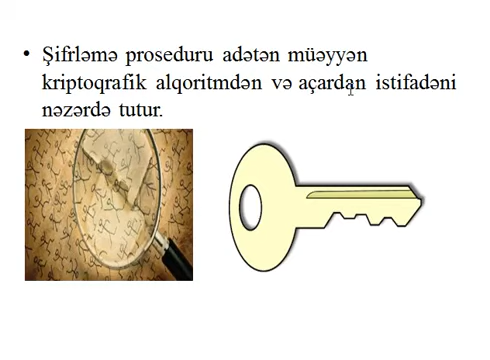 • Şifrləmə proseduru adətən müəyyən
kriptoqrafik alqoritmdən və açardan istifadəni
nəzərdə tutur.